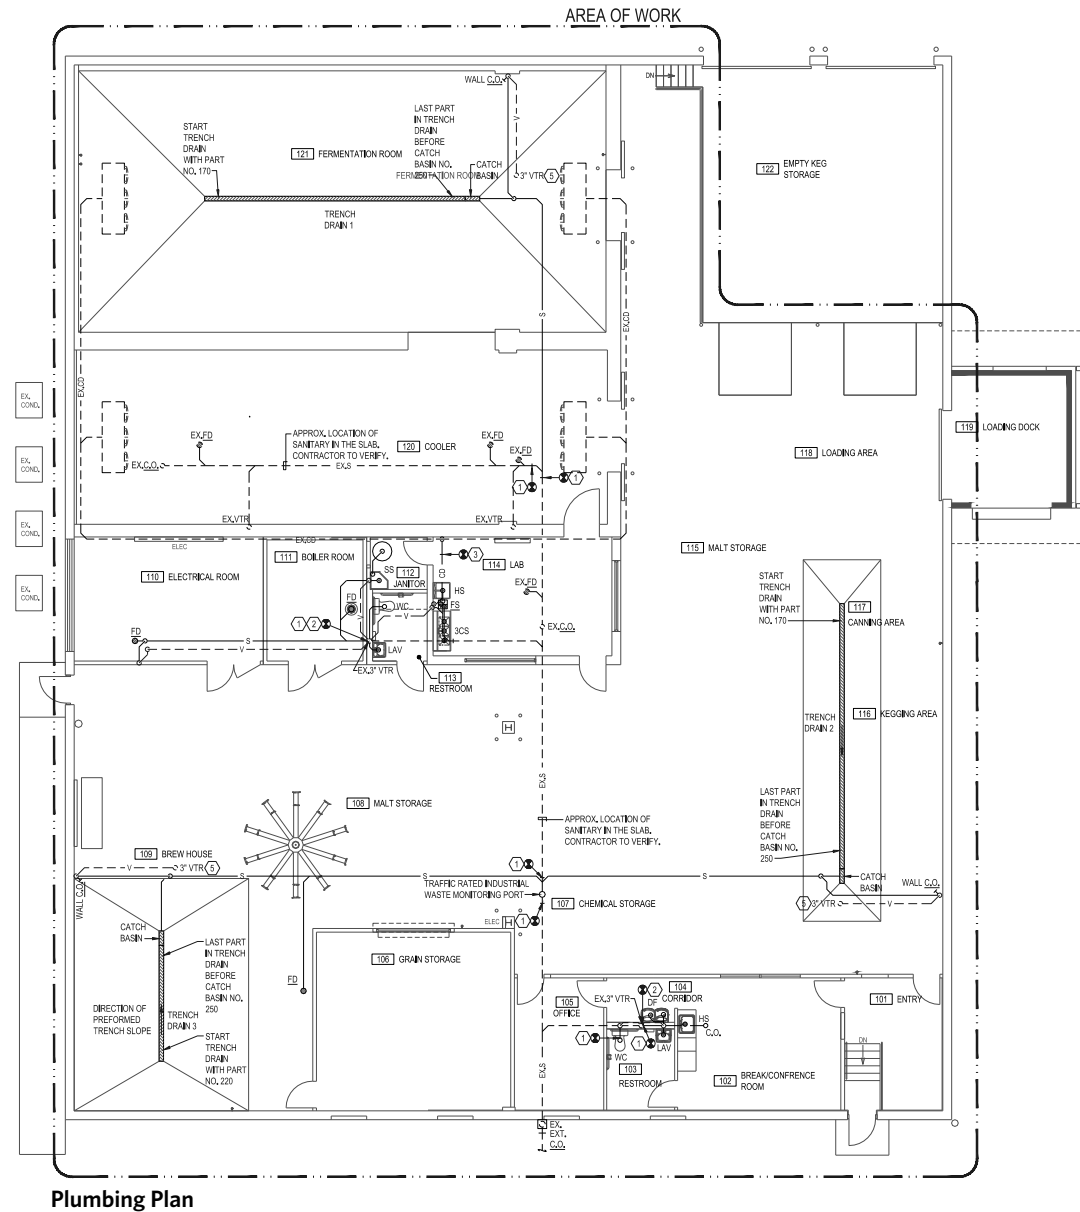 AREA OF WORK
WALL C.O.
DN
START
TRENCH
DRAIN
WITH PART
NO. 170
LAST PART
IN TRENCH
DRAIN
BEFORE
CATCH
BASIN NO.
250
V
121 FERMENTATION ROOM
FERMENTATION ROOM
CATCH
BASIN
3" VTR 5
122 EMPTY KEG
STORAGE
TRENCH
DRAIN 1
S
EX.CD
EX.CD
EX.
COND.
EX.
COND.
EX.
COND.
EX.
COND.
EX.FD
APPROX. LOCATION OF
SANITARY IN THE SLAB.
CONTRACTOR TO VERIFY.
120 COOLER
EX.FD
EX.FD
EX.C.O.
EX.S
1
1
119 LOADING DOCK
118 LOADING AREA
EX.VTR
EX.VTR
ELEC
EX.CD
111 BOILER ROOM
110 ELECTRICAL ROOM
SS
112
JANITOR
CD
3
114 LAB
115 MALT STORAGE
HS
EX.FD
FD
WC
FS
V
V
1 2
3CS
EX.C.O.
FD
S
V
LAV
EX.3" VTR
113
RESTROOM
START
TRENCH
DRAIN
WITH PART
NO. 170
117
CANNING AREA
116 KEGGING AREA
TRENCH
DRAIN 2
H
EX.S
108 MALT STORAGE
LAST PART
IN TRENCH
DRAIN
BEFORE
CATCH
BASIN NO.
250
APPROX. LOCATION OF
SANITARY IN THE SLAB.
CONTRACTOR TO VERIFY.
109 BREW HOUSE
V
3" VTR 5
1
S
S
S
TRAFFIC RATED INDUSTRIAL
WASTE MONITORING PORT
CATCH
BASIN
WALL C.O.
WALL C.O.
5 3" VTR
V
107 CHEMICAL STORAGE
ELEC
H
1
CATCH
BASIN
LAST PART
IN TRENCH
DRAIN
BEFORE
CATCH
BASIN NO.
250
106 GRAIN STORAGE
FD
DIRECTION OF
PREFORMED
TRENCH SLOPE
TRENCH
DRAIN 3
START
TRENCH
DRAIN
WITH PART
NO. 220
105
OFFICE
EX.3" VTR
2
DF
104
CORRIDOR
101 ENTRY
HS
C.O.
1
WC
1
LAV
103
RESTROOM
102 BREAK/CONFRENCE
ROOM
DN
EX.S
EX.
EXT.
C.O.
Plumbing Plan